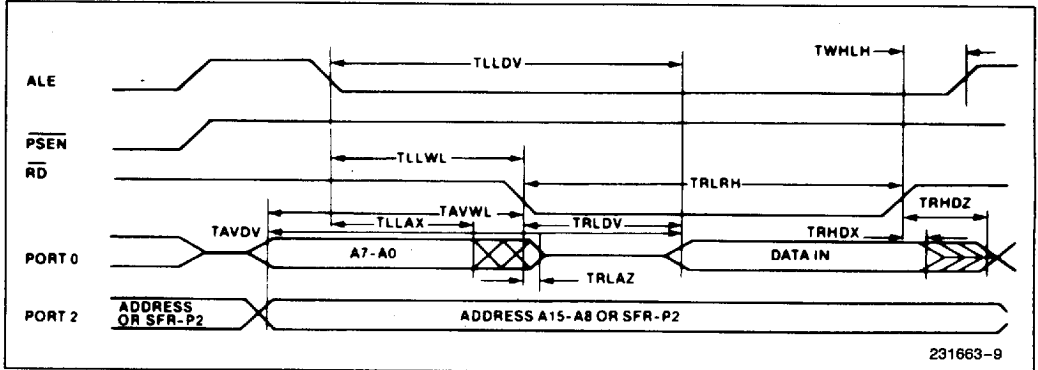 TWHLH
TLLDV
ALE
PSEN
TLLWL
RD
TRLRH
TRHDZ
TAVWL
TAVDV
TLLAX
TRLDV
TRHDX
PORT 0
A7-A0
DATA IN
TRLAZ
PORT 2
ADDRESS
OR SFR-P2
ADDRESS A15-A8 OR SFR-P2
231663-9